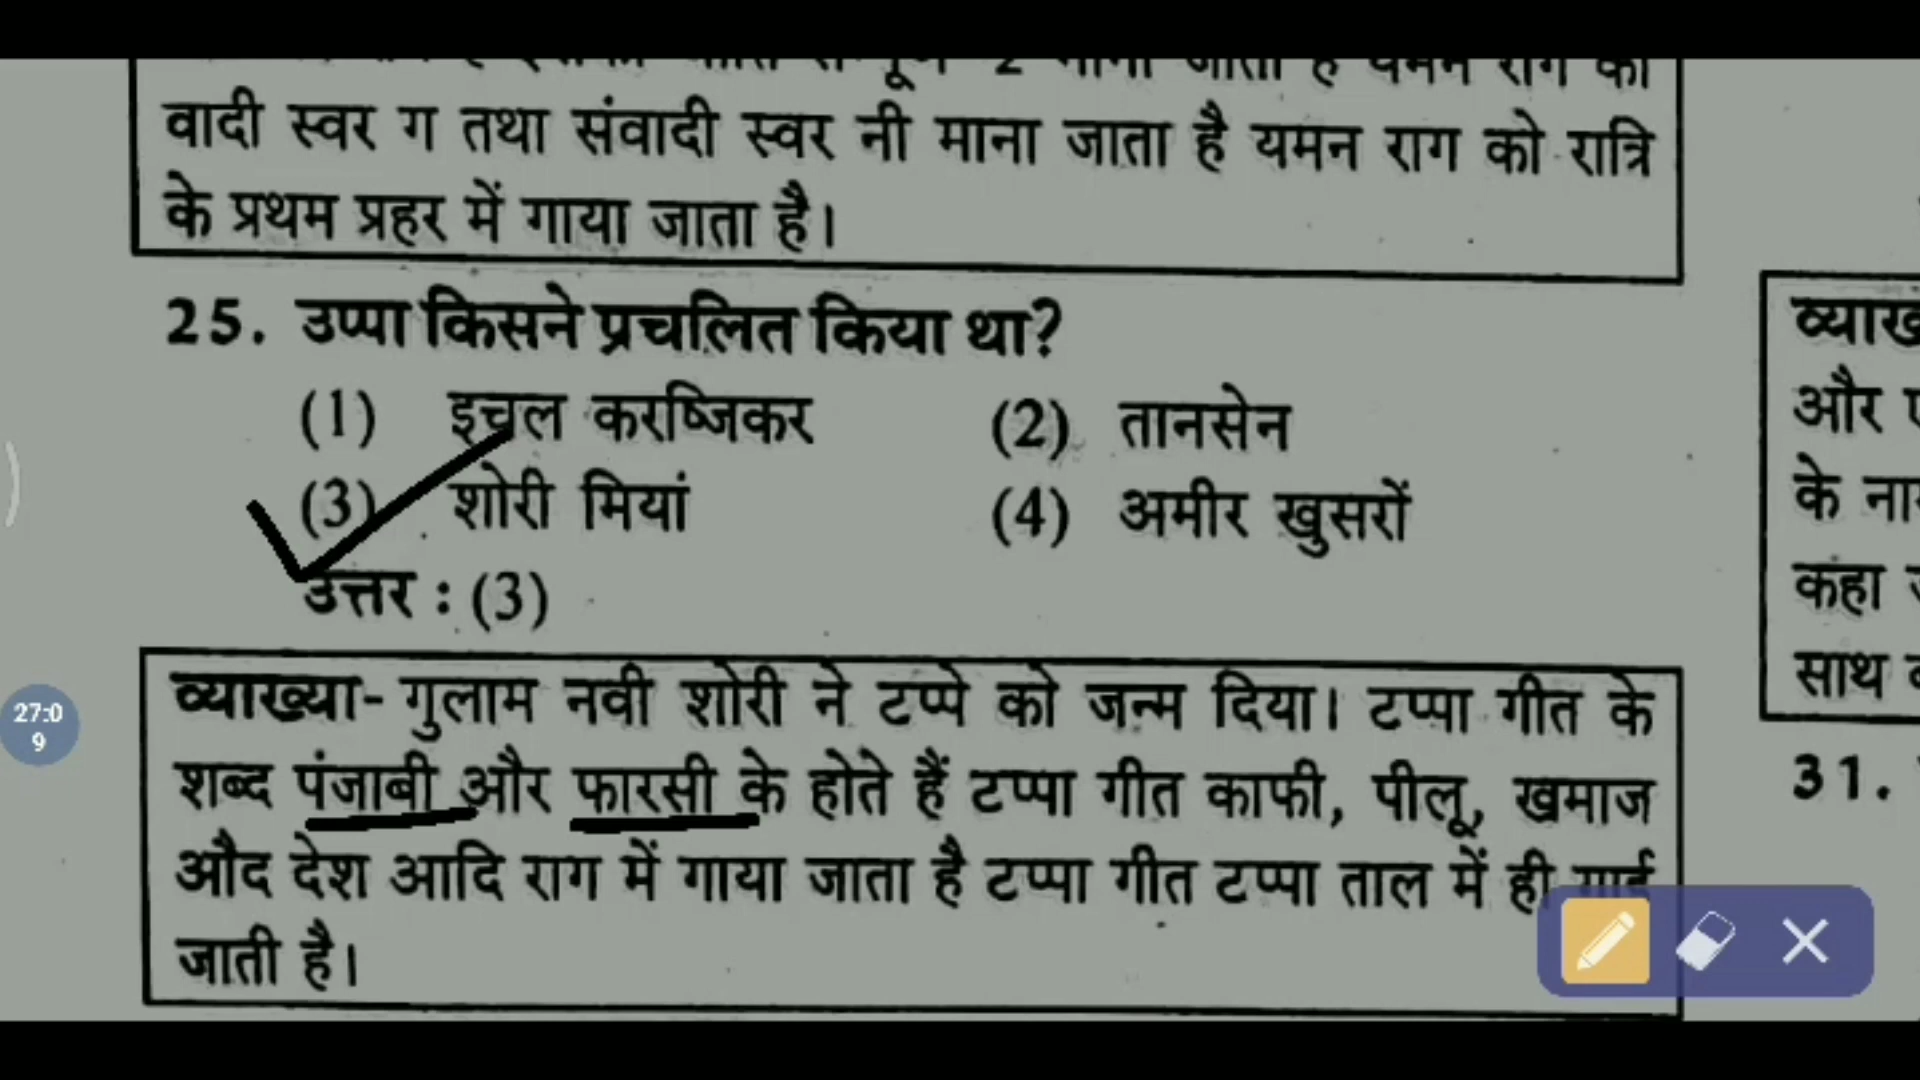 वादी स्वर ग तथा संवादी स्वर नी माना जाता है यमन राग को रात्रि
के प्रथम प्रहर में गाया जाता है।
25. उप्पा किसने प्रचलित किया था?
(1) इचल करष्जिकर (2) तानसेन
(3) शोरी मियां (4) अमीर खुसरों
उत्तर : (3)
व्याख्या- गुलाम नवी शोरी ने टप्पे को जन्म दिया। टप्पा गीत के
शब्द पंजाबी और फारसी के होते हैं टप्पा गीत काफी, पीलू, खमाज
औद देश आदि राग में गाया जाता है टप्पा गीत टप्पा ताल में ही गाई
जाती है।
और
के
कहा
साथ
31.
27:0
9